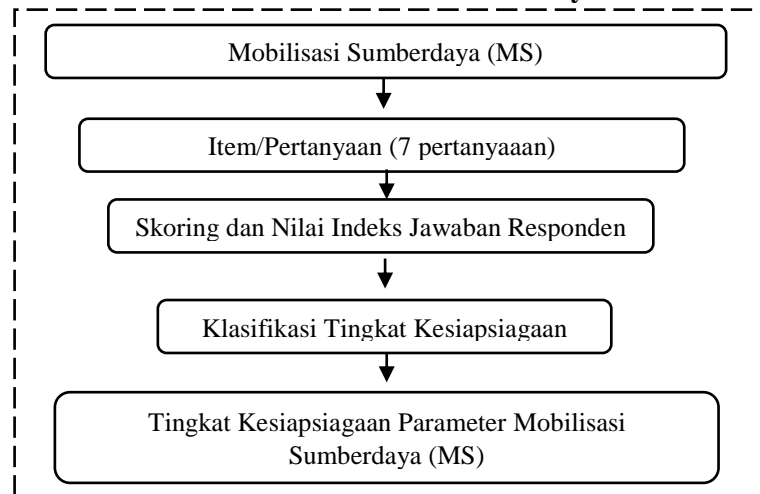 Mobilisasi Sumberdaya (MS)
Item/Pertanyaan (7 pertanyaaan)
Skoring dan Nilai Indeks Jawaban Responden
Klasifikasi Tingkat Kesiapsiagaan
Tingkat Kesiapsiagaan Parameter Mobilisasi
Sumberdaya (MS)